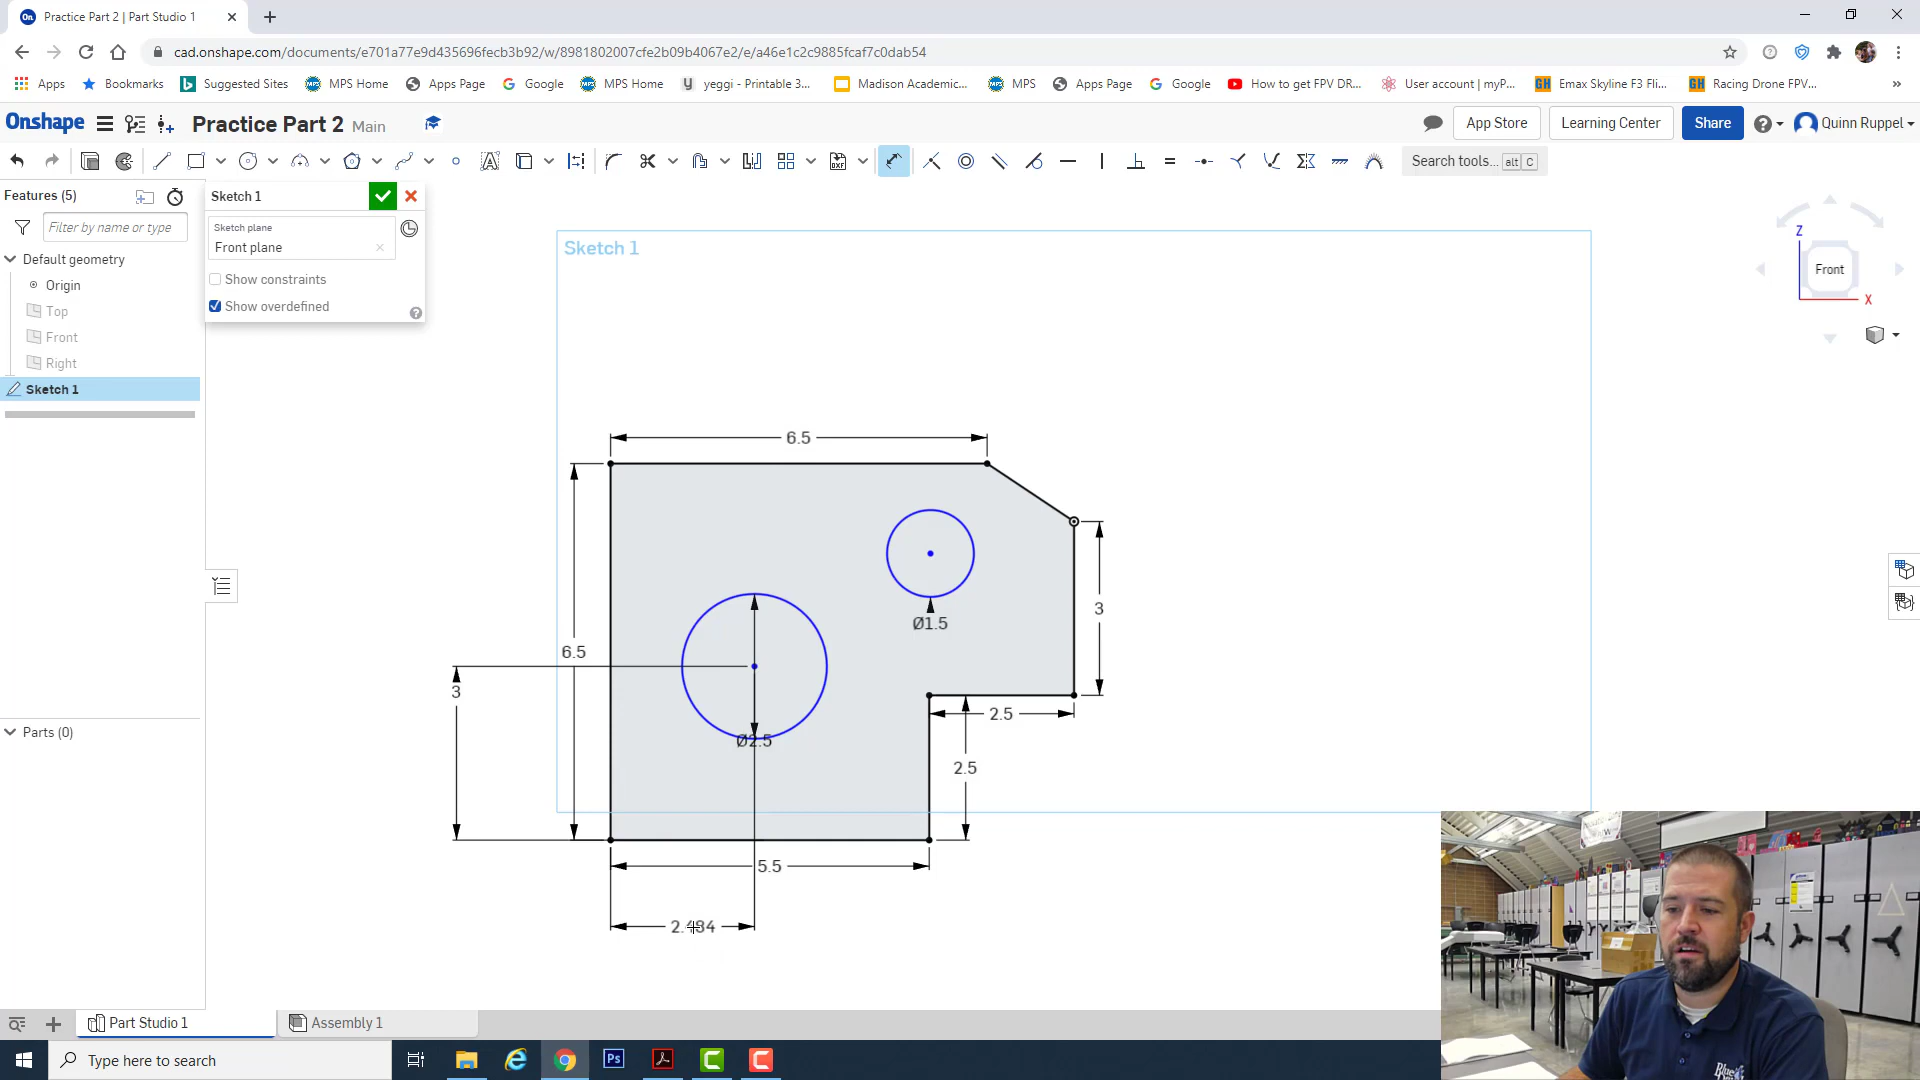 Practice Part 2 | Part Studio 1
cad.onshape.com/documents/e701a77e9d435696fecb3b92/w/8981802007cfe2b09b4067e2/e/a46e1c2c9885fcaf7c0dab54
Apps Bookmarks Suggested Sites MPS Home Apps Page Google MPS Home yeggi - Printable 3... Madison Academic... MPS Apps Page Google How to get FPV DR... User account | myP... Emax Skyline F3 Fli... Racing Drone FPV...
Onshape Practice Part 2 Main App Store Learning Center Share Quinn Ruppel
Search tools... alt C
Features (5)
Filter by name or type
Default geometry
Origin
Top
Front
Right
Sketch 1
Parts (0)
Sketch 1
Sketch plane
Front plane
Show constraints
Show overdefined
Sketch 1
Z
Front
X
6.5
3
6.5
Ø1.5
3
2.5
Ø2.5
2.5
5.5
Part Studio 1 Assembly 1
Type here to search